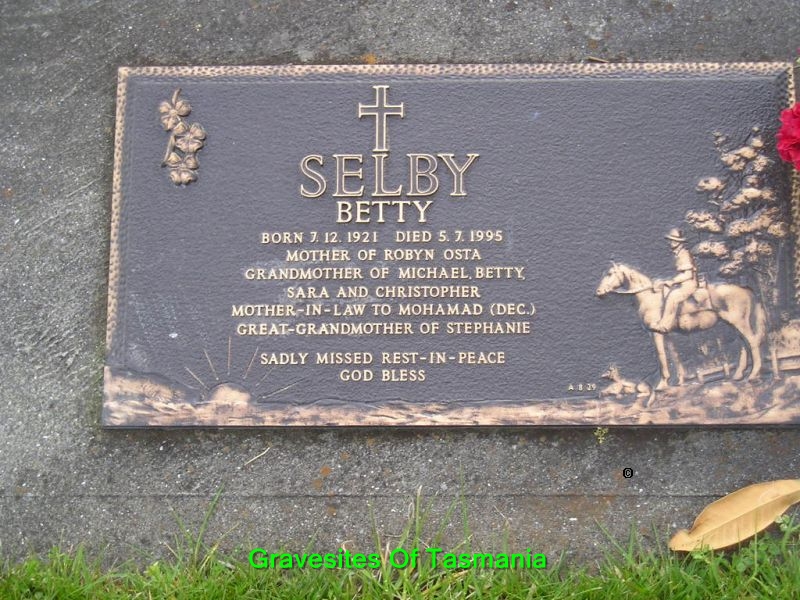 SELBY
BETTY
BORN 7. 12. 1921 DIED 5. 7. 1995
MOTHER OF ROBYN OSTA
GRANDMOTHER OF MICHAEL, BETTY,
SARA AND CHRISTOPHER
MOTHER-IN-LAW TO MOHAMAD (DEC.)
GREAT-GRANDMOTHER OF STEPHANIE
SADLY MISSED REST-IN-PEACE
GOD BLESS
A 8 29
©
Gravesites Of Tasmania